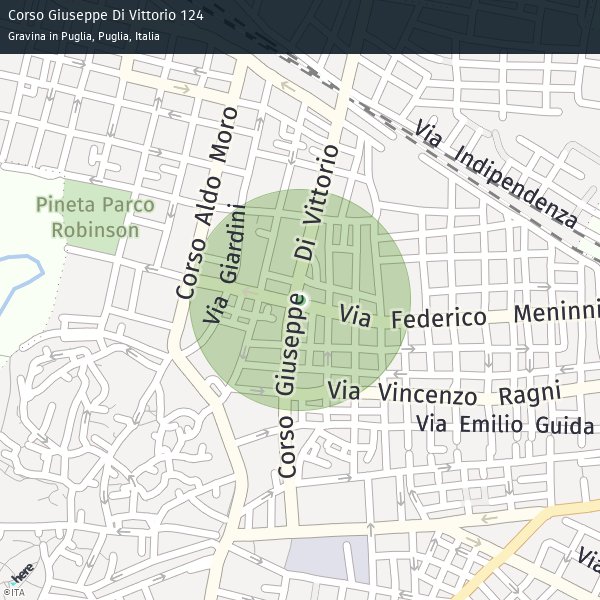 Corso Giuseppe Di Vittorio 124
Gravina in Puglia, Puglia, Italia
Via Indipendenza
Corso Aldo Moro
Pineta Parco
Robinson
Via Giardini
Corso Giuseppe Di Vittorio
Via Federico Meninni
Via Vincenzo Ragni
Via Emilio Guida
Via
here
©ITA